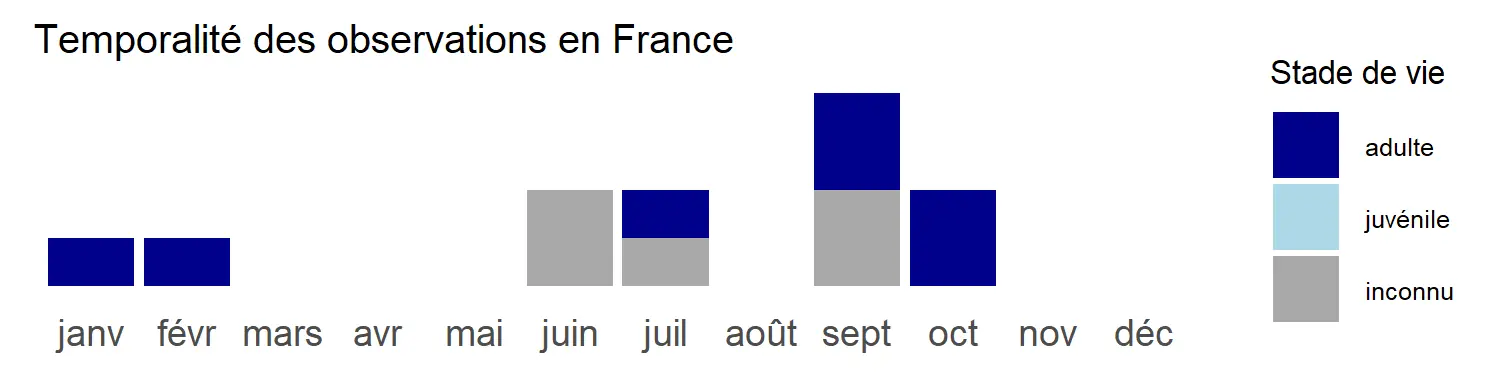 Temporalité des observations en France
Stade de vie
adulte
juvénile
inconnu
janv févr mars avr mai juin juil août sept oct nov déc